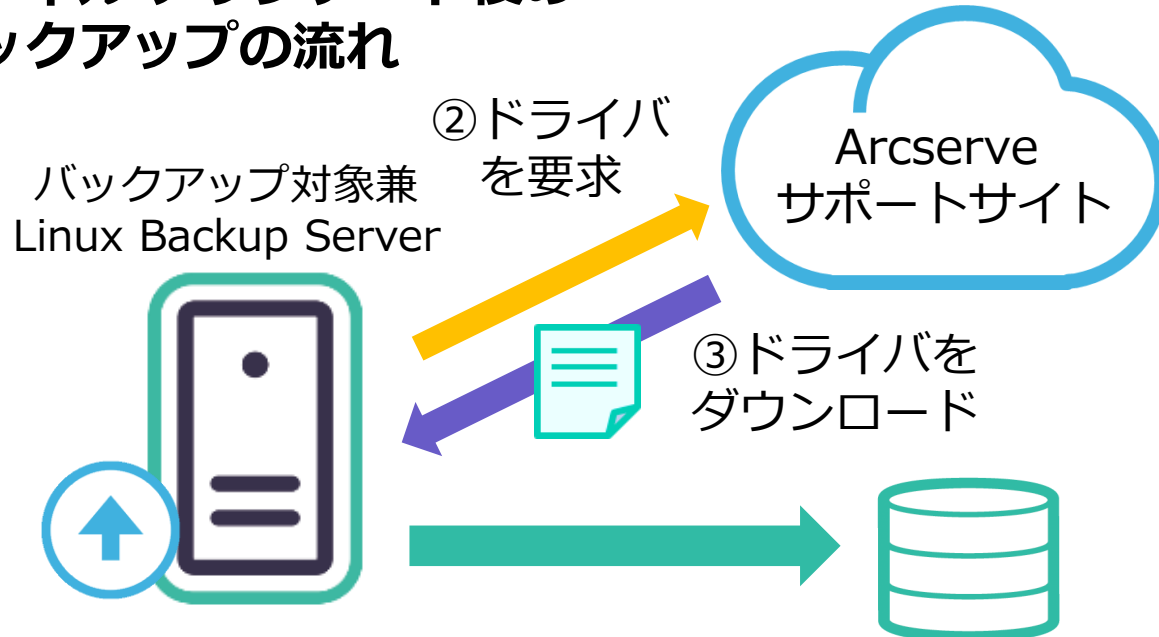 ックアップの流れ
②ドライバ
を要求
バックアップ対象兼
Linux Backup Server
Arcserve
サポートサイト
③ドライバを
ダウンロード